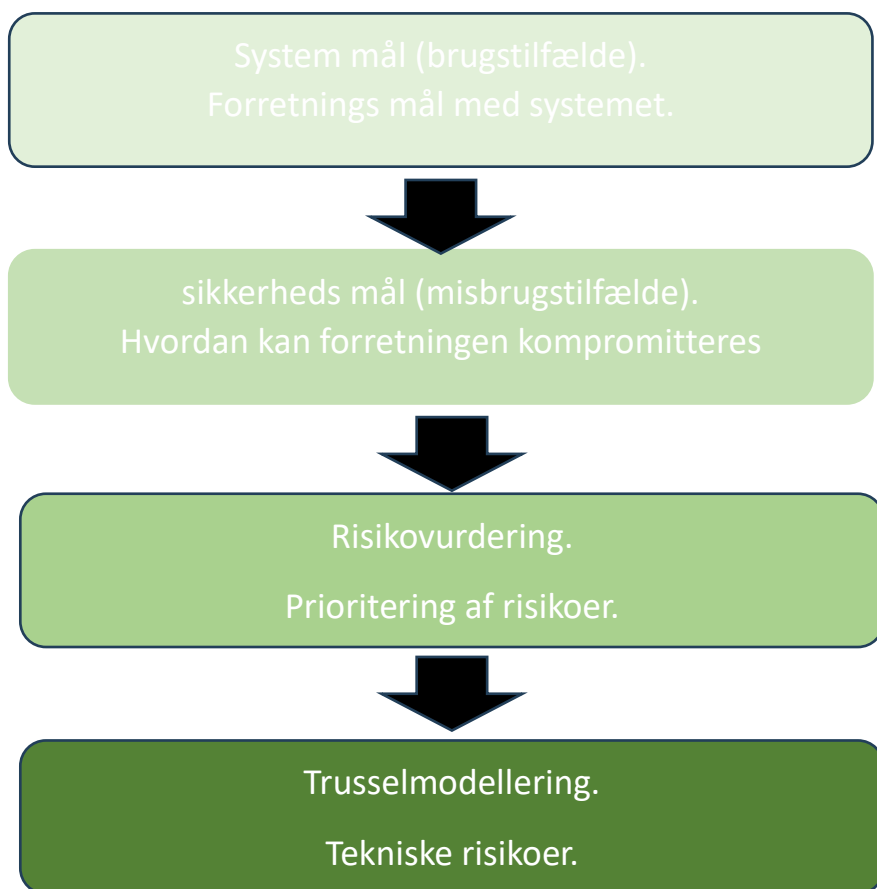 System mål (brugstilfælde).
Forretnings mål med systemet.
sikkerheds mål (misbrugstilfælde).
Hvordan kan forretningen kompromitteres
Risikovurdering.
Prioritering af risikoer.
Trusselmodellering.
Tekniske risikoer.